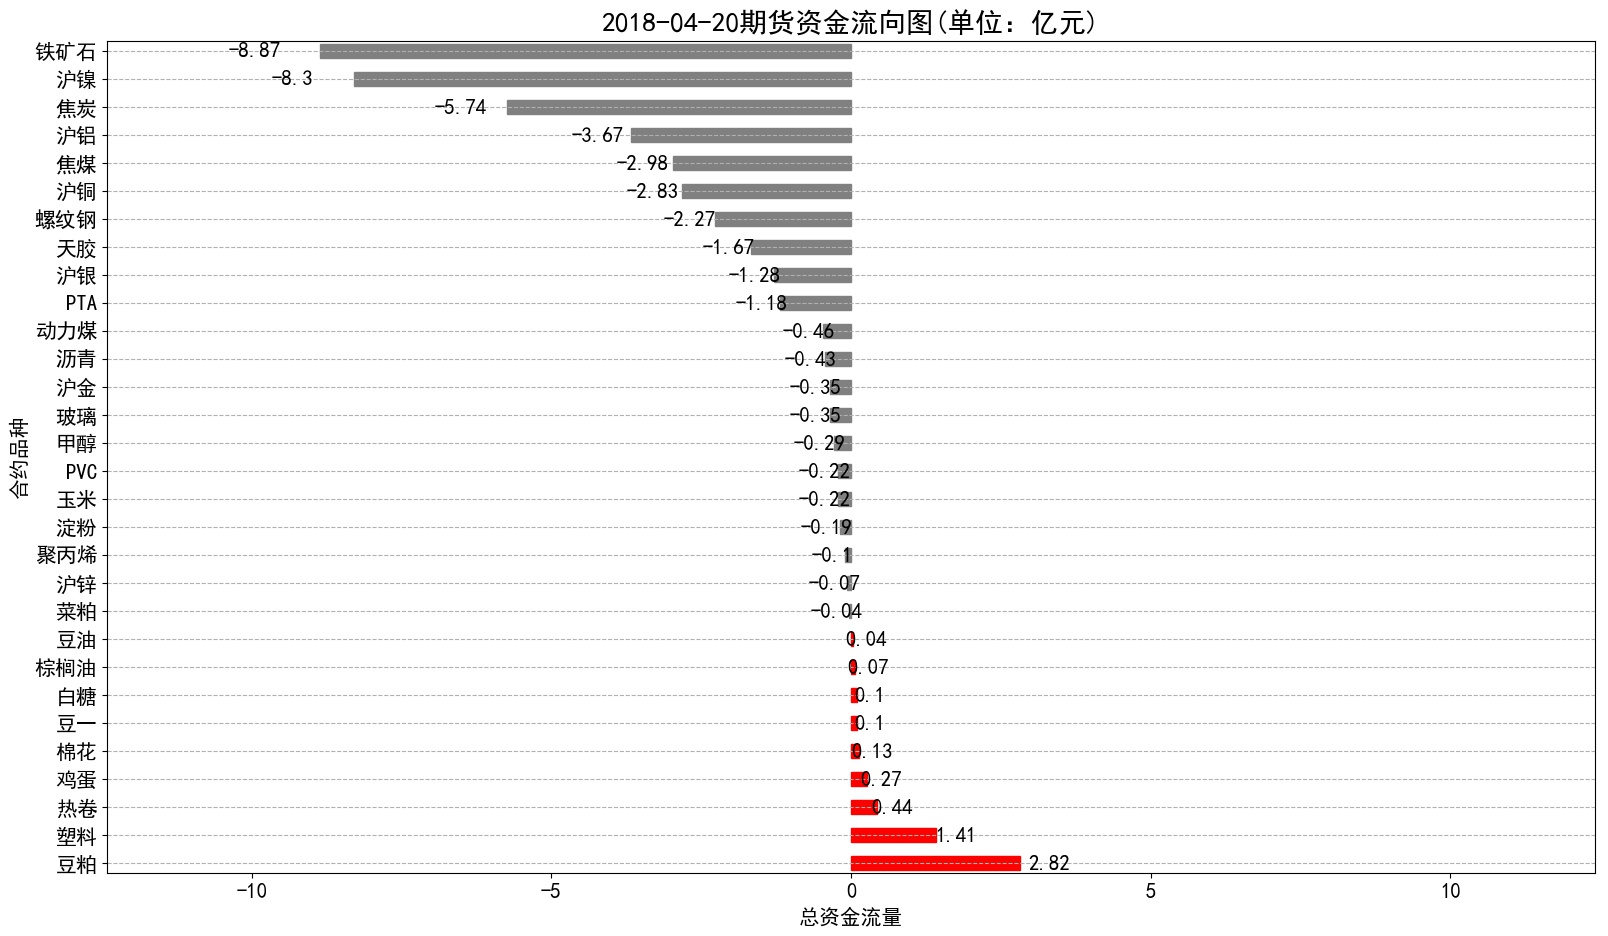 2018-04-20期货资金流向图(单位：亿元)
铁矿石 -8.87
沪镍 -8.3
焦炭 -5.74
沪铝 -3.67
焦煤 -2.98
沪铜 -2.83
螺纹钢 -2.27
天胶 -1.67
沪银 -1.28
PTA -1.18
动力煤 -0.46
沥青 -0.43
沪金 -0.35
玻璃 -0.35
甲醇 -0.29
PVC -0.22
玉米 -0.22
淀粉 -0.19
聚丙烯 -0.1
沪锌 -0.07
菜粕 -0.04
豆油 0.04
棕榈油 0.07
白糖 0.1
豆一 0.1
棉花 0.13
鸡蛋 0.27
热卷 0.44
塑料 1.41
豆粕 2.82
合约品种
-10 -5 0 5 10
总资金流量